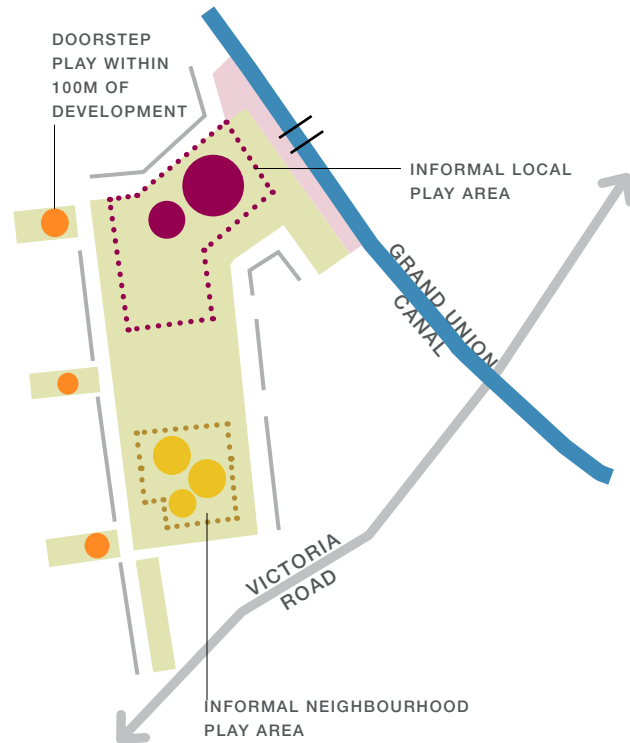 DOORSTEP
PLAY WITHIN
100M OF
DEVELOPMENT
INFORMAL LOCAL
PLAY AREA
GRAND UNION
CANAL
VICTORIA
ROAD
INFORMAL NEIGHBOURHOOD
PLAY AREA